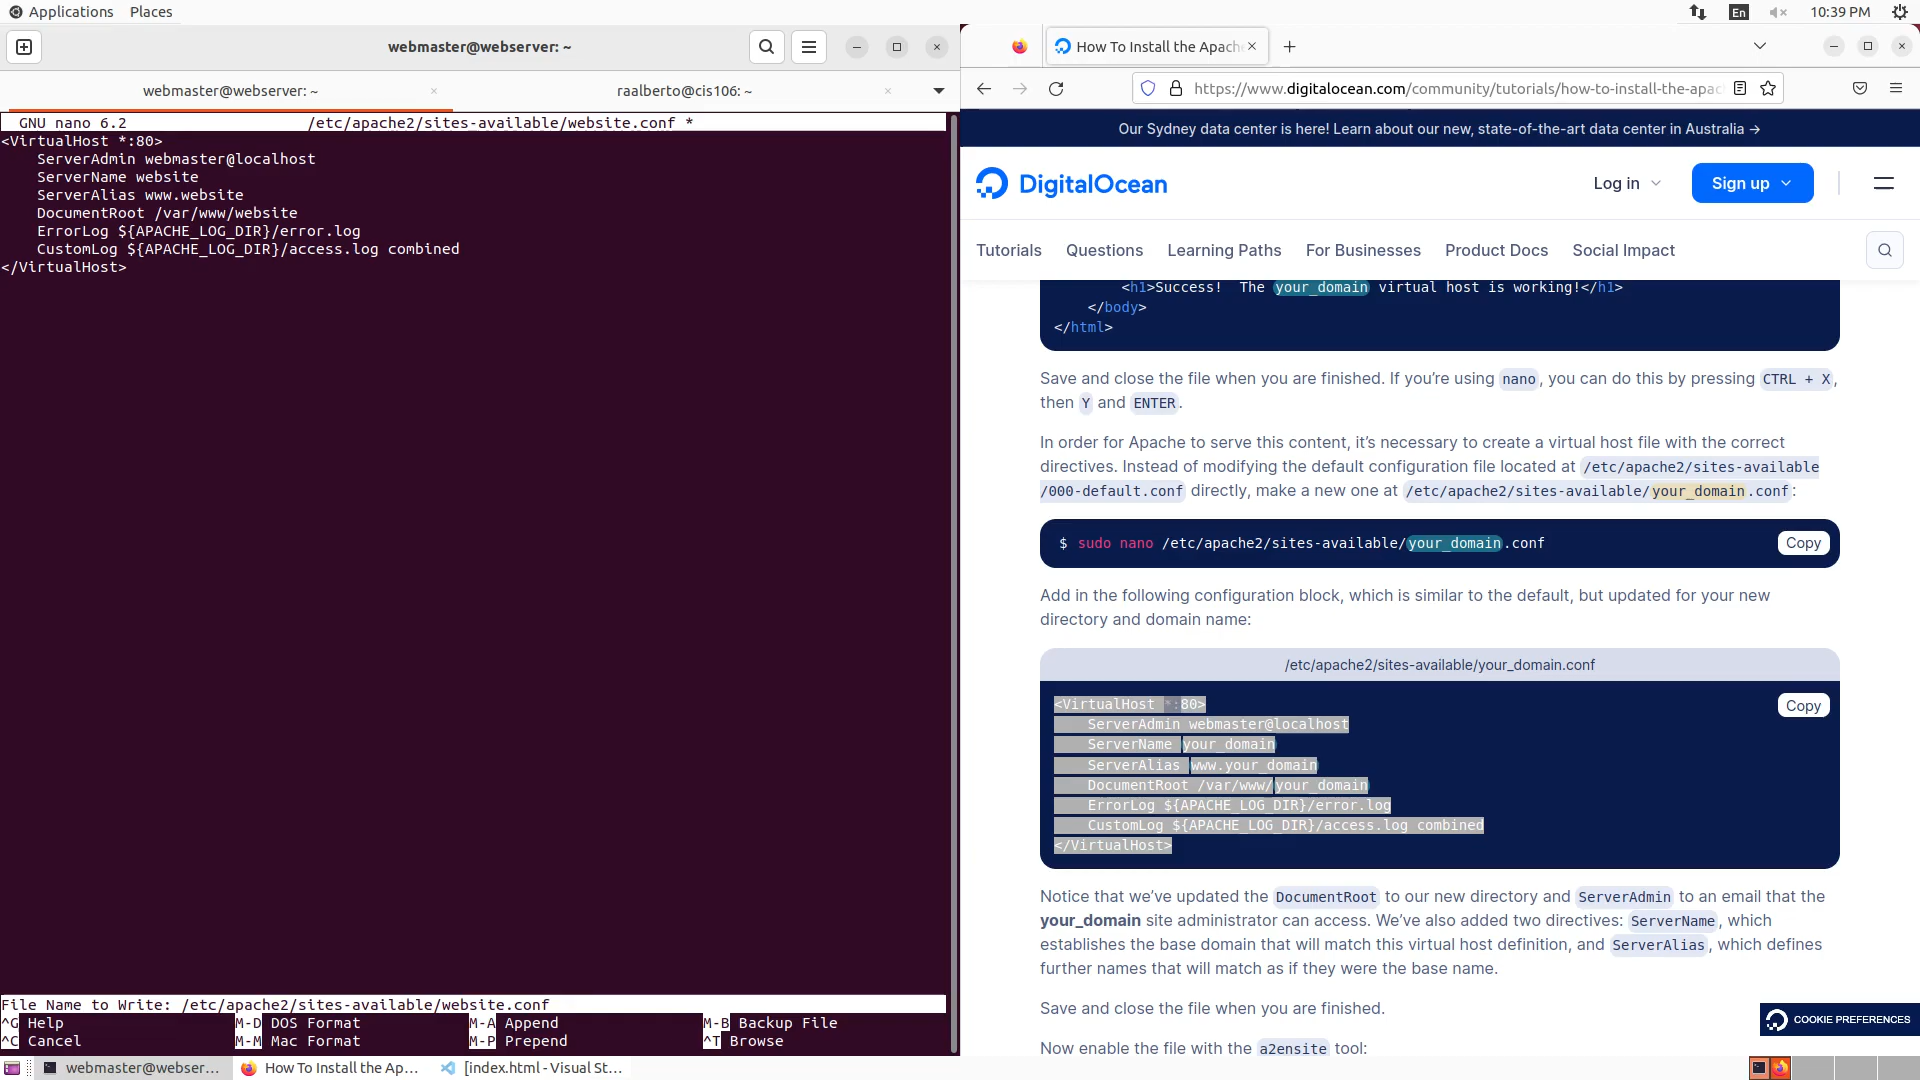 Applications Places
En 10:39 PM
webmaster@webserver: ~
webmaster@webserver: ~ ×
raalberto@cis106: ~ ×
GNU nano 6.2 /etc/apache2/sites-available/website.conf *
<VirtualHost *:80>
ServerAdmin webmaster@localhost
ServerName website
ServerAlias www.website
DocumentRoot /var/www/website
ErrorLog ${APACHE_LOG_DIR}/error.log
CustomLog ${APACHE_LOG_DIR}/access.log combined
</VirtualHost>
File Name to Write: /etc/apache2/sites-available/website.conf
^G Help M-D DOS Format M-A Append M-B Backup File
^C Cancel M-M Mac Format M-P Prepend ^T Browse
How To Install the Apach
https://www.digitalocean.com/community/tutorials/how-to-install-the-apac
Our Sydney data center is here! Learn about our new, state-of-the-art data center in Australia →
DigitalOcean
Log in
Sign up
Tutorials Questions Learning Paths For Businesses Product Docs Social Impact
<h1>Success! The your_domain virtual host is working!</h1>
</body>
</html>
Save and close the file when you are finished. If you’re using nano, you can do this by pressing CTRL + X,
then Y and ENTER.
In order for Apache to serve this content, it’s necessary to create a virtual host file with the correct
directives. Instead of modifying the default configuration file located at /etc/apache2/sites-available
/000-default.conf directly, make a new one at /etc/apache2/sites-available/your_domain.conf:
$ sudo nano /etc/apache2/sites-available/your_domain.conf
Copy
Add in the following configuration block, which is similar to the default, but updated for your new
directory and domain name:
/etc/apache2/sites-available/your_domain.conf
Copy
<VirtualHost *:80>
ServerAdmin webmaster@localhost
ServerName your_domain
ServerAlias www.your_domain
DocumentRoot /var/www/your_domain
ErrorLog ${APACHE_LOG_DIR}/error.log
CustomLog ${APACHE_LOG_DIR}/access.log combined
</VirtualHost>
Notice that we’ve updated the DocumentRoot to our new directory and ServerAdmin to an email that the
your_domain site administrator can access. We’ve also added two directives: ServerName, which
establishes the base domain that will match this virtual host definition, and ServerAlias, which defines
further names that will match as if they were the base name.
Save and close the file when you are finished.
COOKIE PREFERENCES
Now enable the file with the a2ensite tool:
webmaster@webser... How To Install the Ap... [index.html - Visual St...